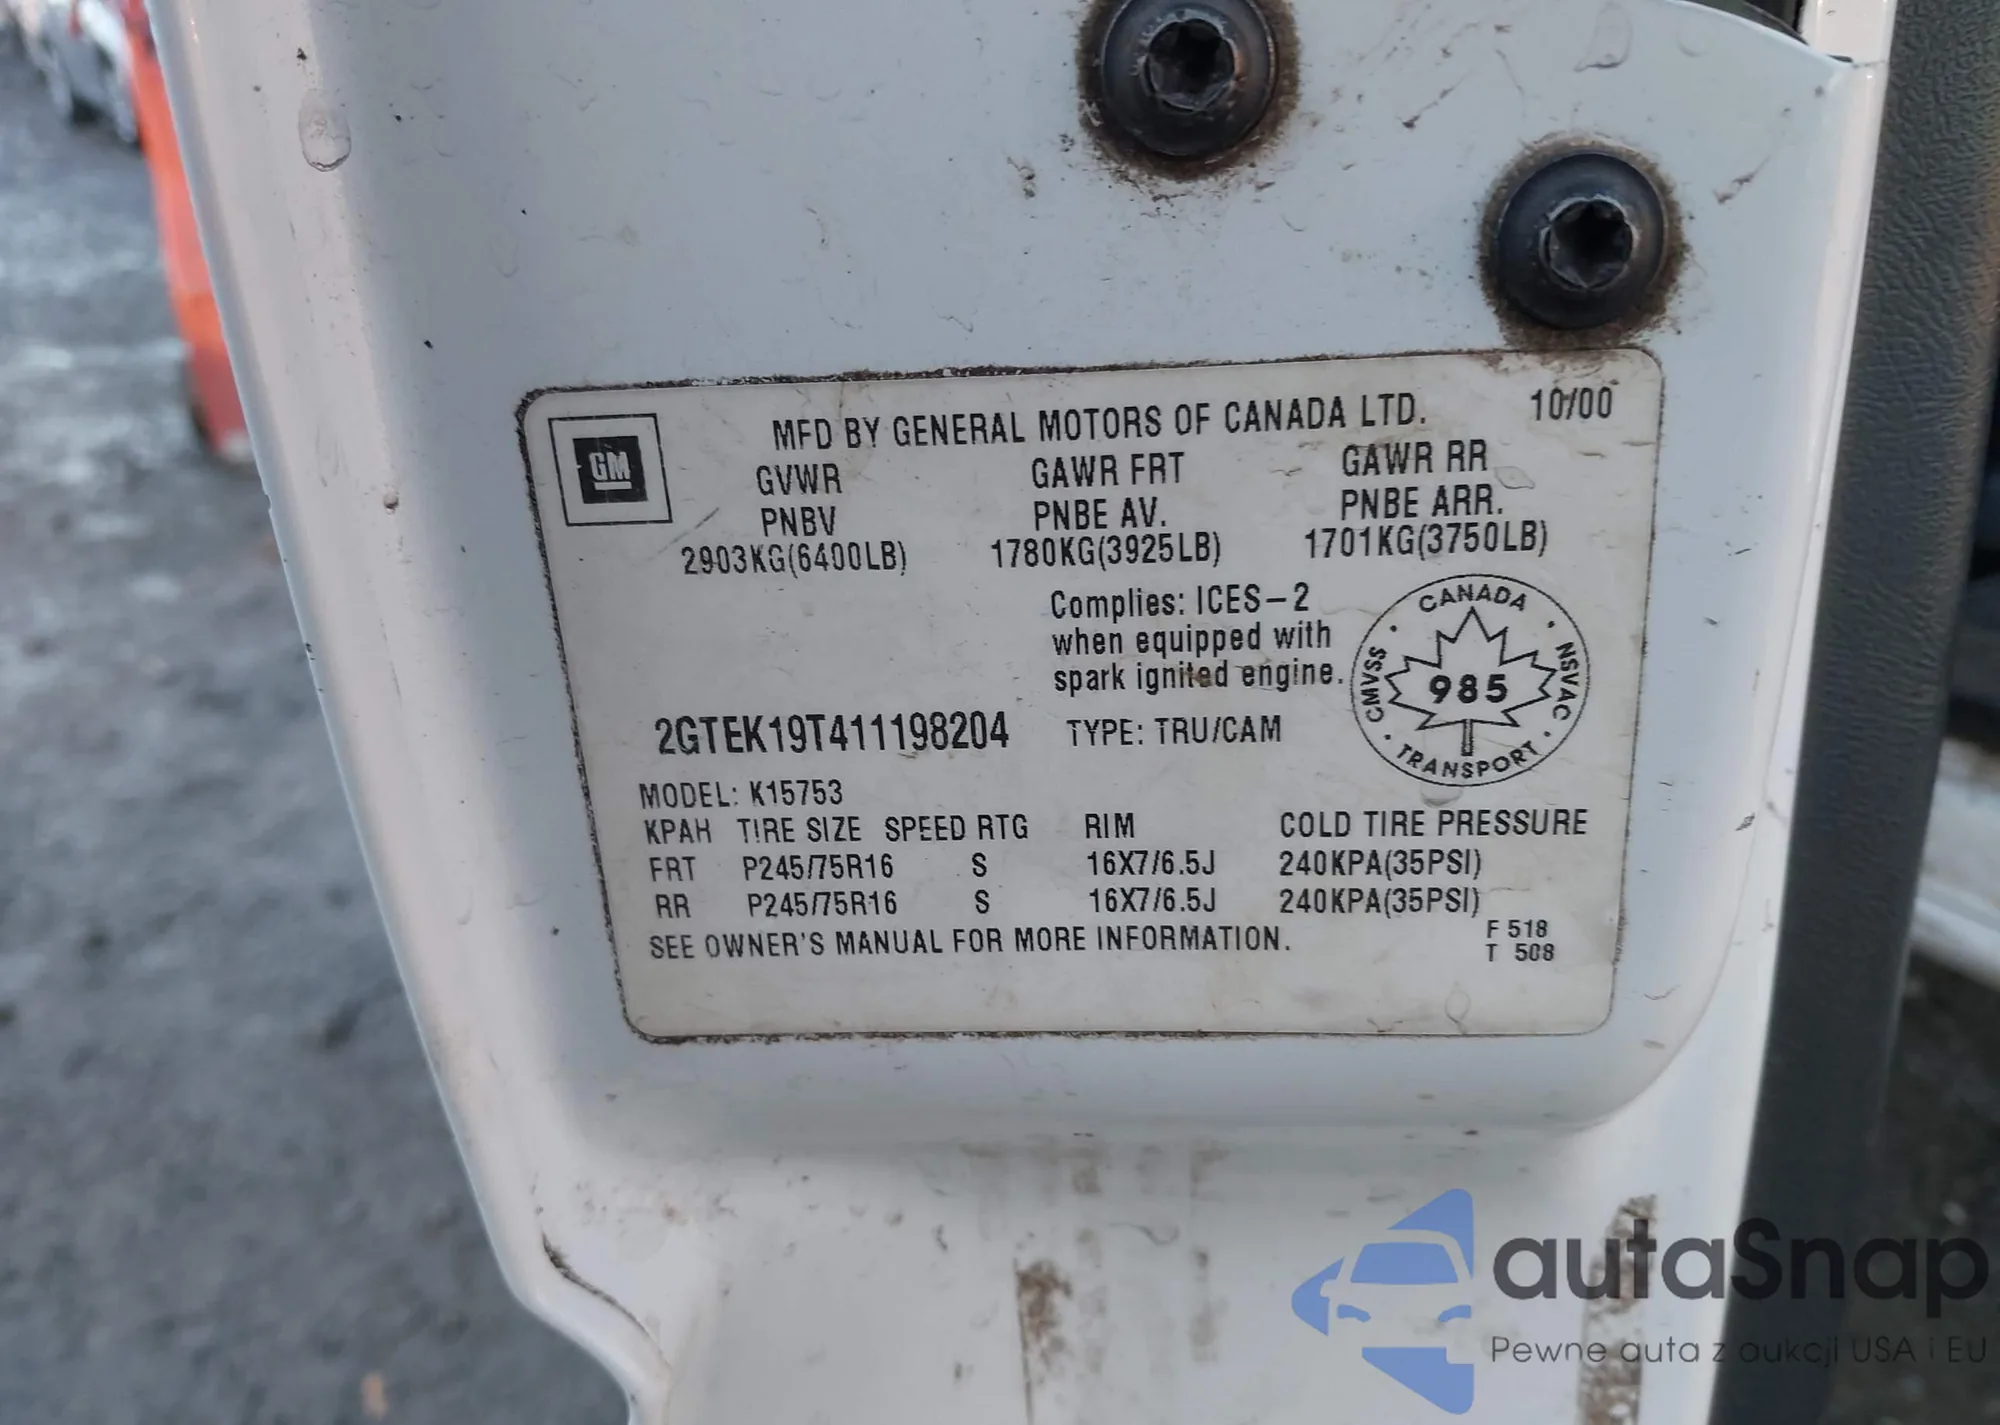 MFD BY GENERAL MOTORS OF CANADA LTD. 10/00
GM
GVWR GAWR FRT GAWR RR
PNBV PNBE AV. PNBE ARR.
2903KG(6400LB) 1780KG(3925LB) 1701KG(3750LB)
Complies: ICES-2
when equipped with
spark ignited engine.
CANADA
CMVSS 985 NSVAC
TRANSPORT
2GTEK19T411198204 TYPE: TRU/CAM
MODEL: K15753
KPAH TIRE SIZE SPEED RTG RIM COLD TIRE PRESSURE
FRT P245/75R16 S 16X7/6.5J 240KPA(35PSI)
RR P245/75R16 S 16X7/6.5J 240KPA(35PSI)
SEE OWNER'S MANUAL FOR MORE INFORMATION. F 518
T 508
autaSnap
Pewne auta z aukcji USA i EU